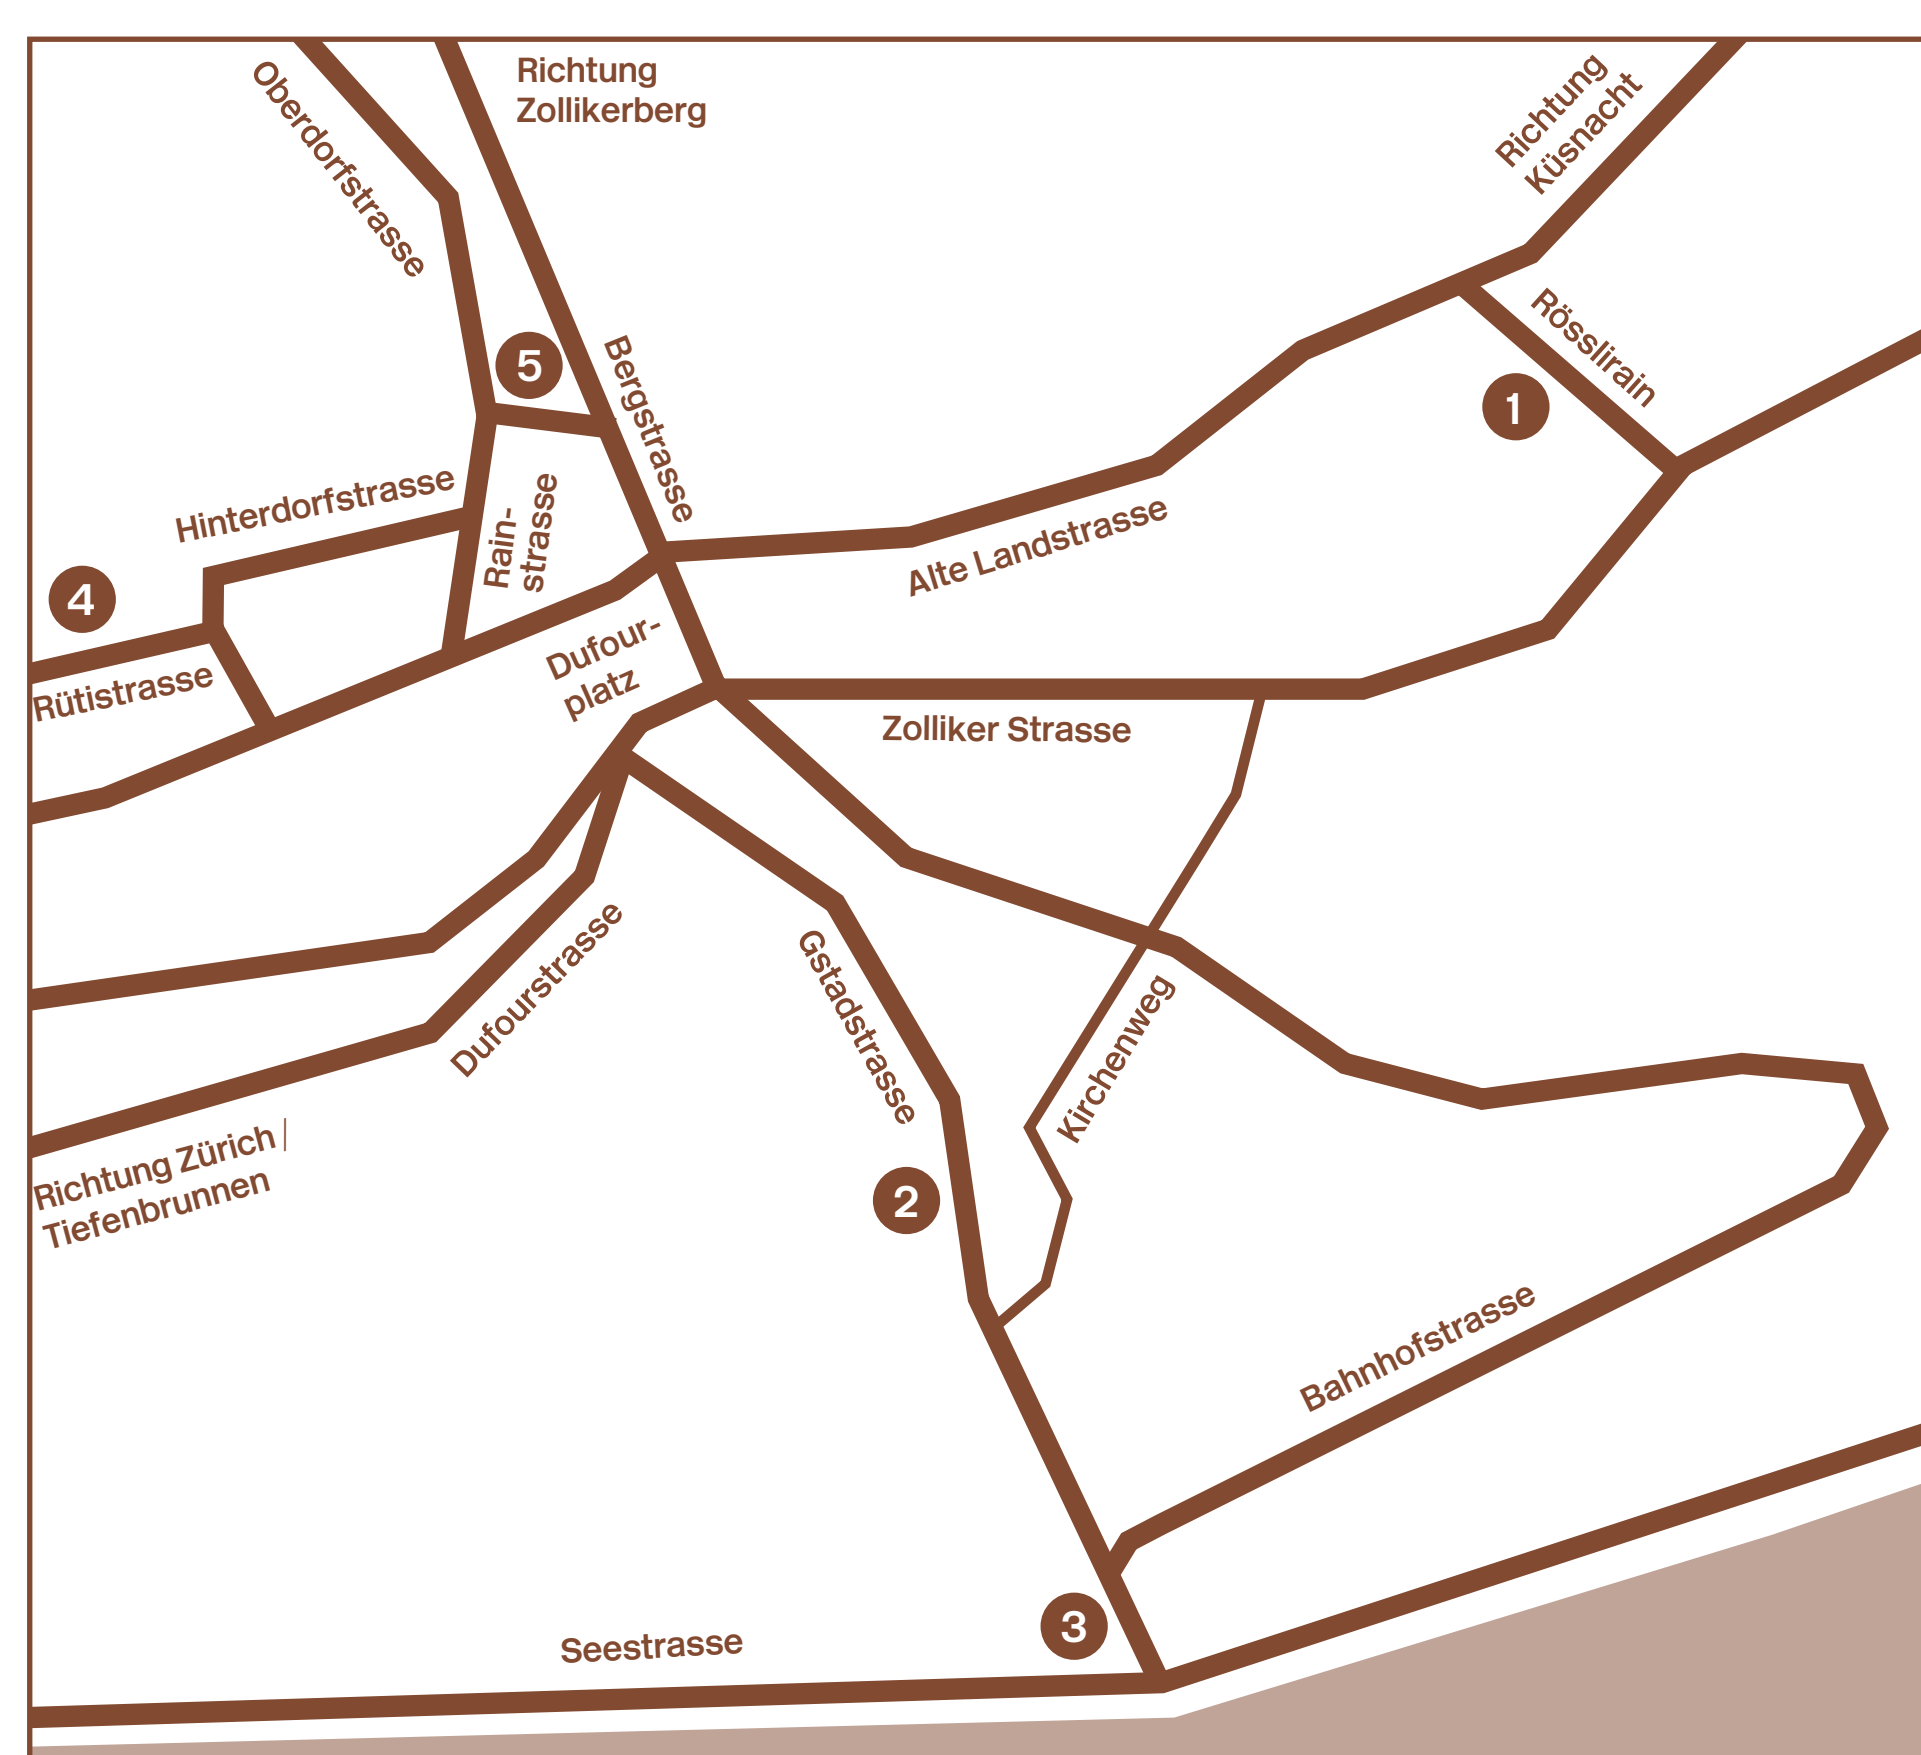 Richtung
Zollikerberg
Richtung
Küsnacht
Oberdorfstrasse
Rösslirain
5
Bergstrasse
1
Hinterdorfstrasse
Rain-
strasse
Alte Landstrasse
4
Dufour-
platz
Rütistrasse
Zolliker Strasse
Dufourstrasse
Gstadstrasse
Kirchenweg
Richtung Zürich |
Tiefenbrunnen
2
Bahnhofstrasse
3
Seestrasse